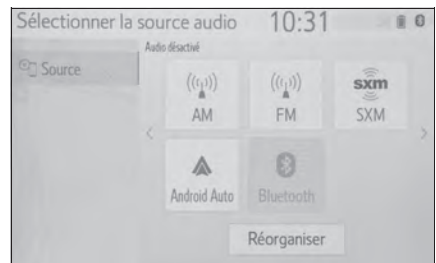 Sélectionner la source audio 10:31
Audio désactivé
Source
AM FM sxm SXM
Android Auto Bluetooth
Réorganiser